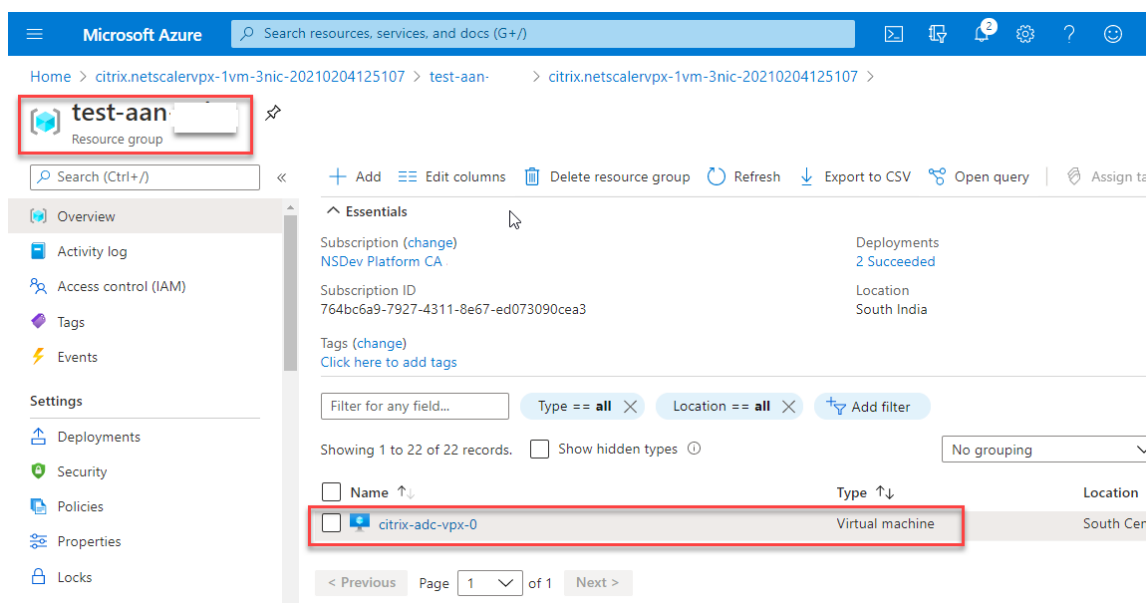 Microsoft Azure
Search resources, services, and docs (G+/)
2
Home > citrix.netscalervpx-1vm-3nic-20210204125107 > test-aan- > citrix.netscalervpx-1vm-3nic-20210204125107 >
test-aan-
Resource group
Search (Ctrl+/)
«
Add
Edit columns
Delete resource group
Refresh
Export to CSV
Open query
Assign ta
Overview
Activity log
Access control (IAM)
Tags
Events
Settings
Deployments
Security
Policies
Properties
Locks
Essentials
Subscription (change)
NSDev Platform CA
Subscription ID
764bc6a9-7927-4311-8e67-ed073090cea3
Tags (change)
Click here to add tags
Deployments
2 Succeeded
Location
South India
Filter for any field...
Type == all
Location == all
Add filter
Showing 1 to 22 of 22 records.
Show hidden types
No grouping
Name ↑↓
Type ↑↓
Location
citrix-adc-vpx-0
Virtual machine
South Cer
< Previous
Page 1 of 1
Next >